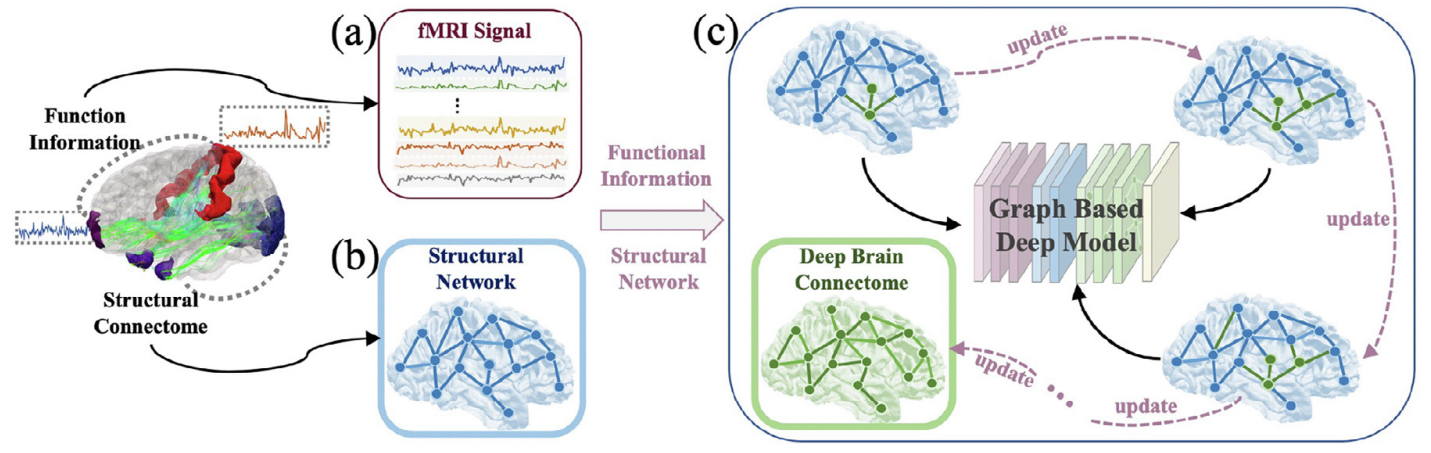 (a)
fMRI Signal
Function
Information
Structural
Connectome
(b)
Structural
Network
Functional
Information
Structural
Network
(c)
update
update
Graph Based
Deep Model
Deep Brain
Connectome
update
update